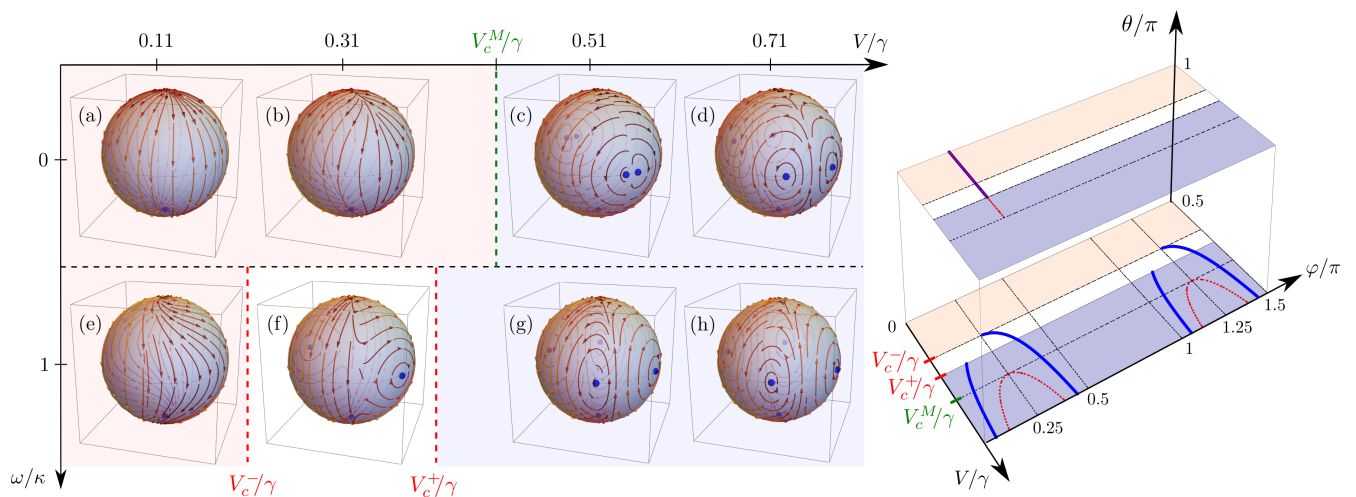 0.11 0.31 V_c^M/γ 0.51 0.71 V/γ
(a) (b) (c) (d)
0
(e) (f) (g) (h)
1
ω/κ
V_c^-/γ V_c^+/γ
θ/π
1
0.5
φ/π
1.5
1.25
1
0
V_c^-/γ
V_c^+/γ
V_c^M/γ
0.5
0.25
V/γ